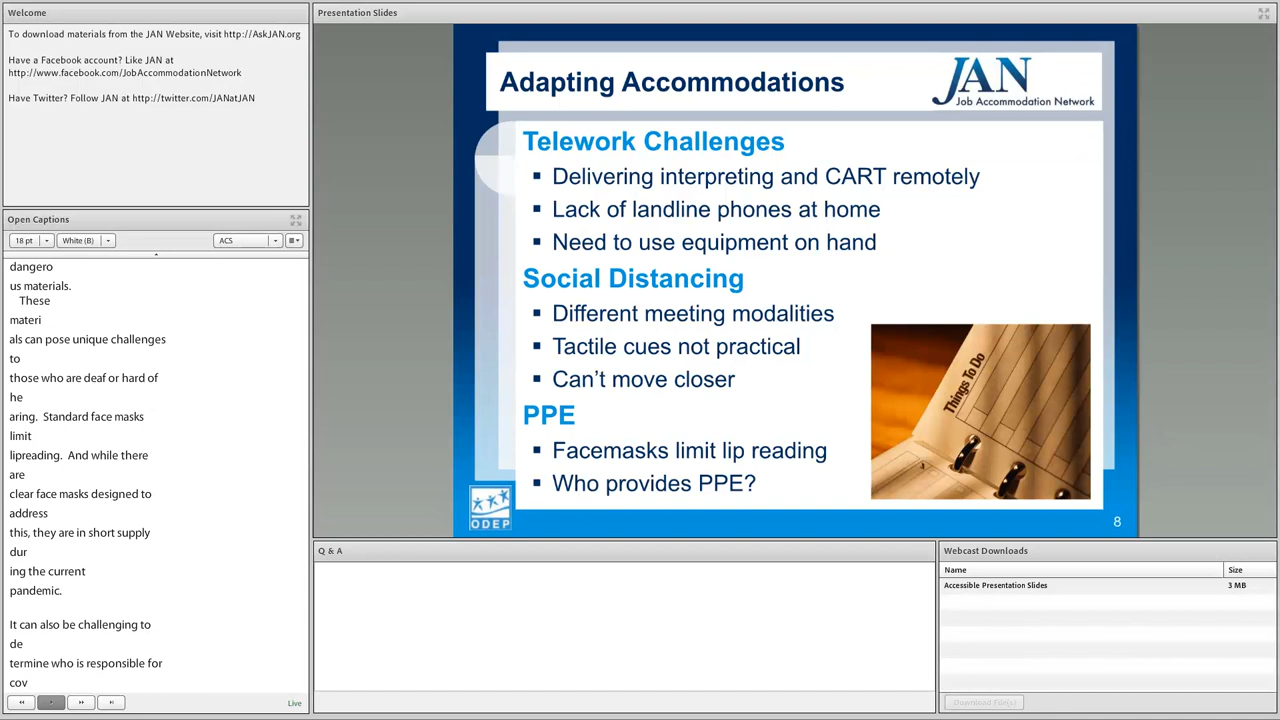 Welcome
To download materials from the JAN Website, visit http://AskJAN.org
Have a Facebook account? Like JAN at
http://www.facebook.com/JobAccommodationNetwork
Have Twitter? Follow JAN at http://twitter.com/JANatJAN
Open Captions
18 pt
White (B)
ACS
dangero
us materials.
These
materi
als can pose unique challenges
to
those who are deaf or hard of
he
aring. Standard face masks
limit
lipreading. And while there
are
clear face masks designed to
address
this, they are in short supply
dur
ing the current
pandemic.
It can also be challenging to
de
termine who is responsible for
cov
Live
Presentation Slides
Adapting Accommodations
JAN
Job Accommodation Network
Telework Challenges
▪ Delivering interpreting and CART remotely
▪ Lack of landline phones at home
▪ Need to use equipment on hand
Social Distancing
▪ Different meeting modalities
▪ Tactile cues not practical
▪ Can't move closer
PPE
▪ Facemasks limit lip reading
▪ Who provides PPE?
Things To Do
ODEP
8
Q & A
Webcast Downloads
Name Size
Accessible Presentation Slides 3 MB
Download File(s)